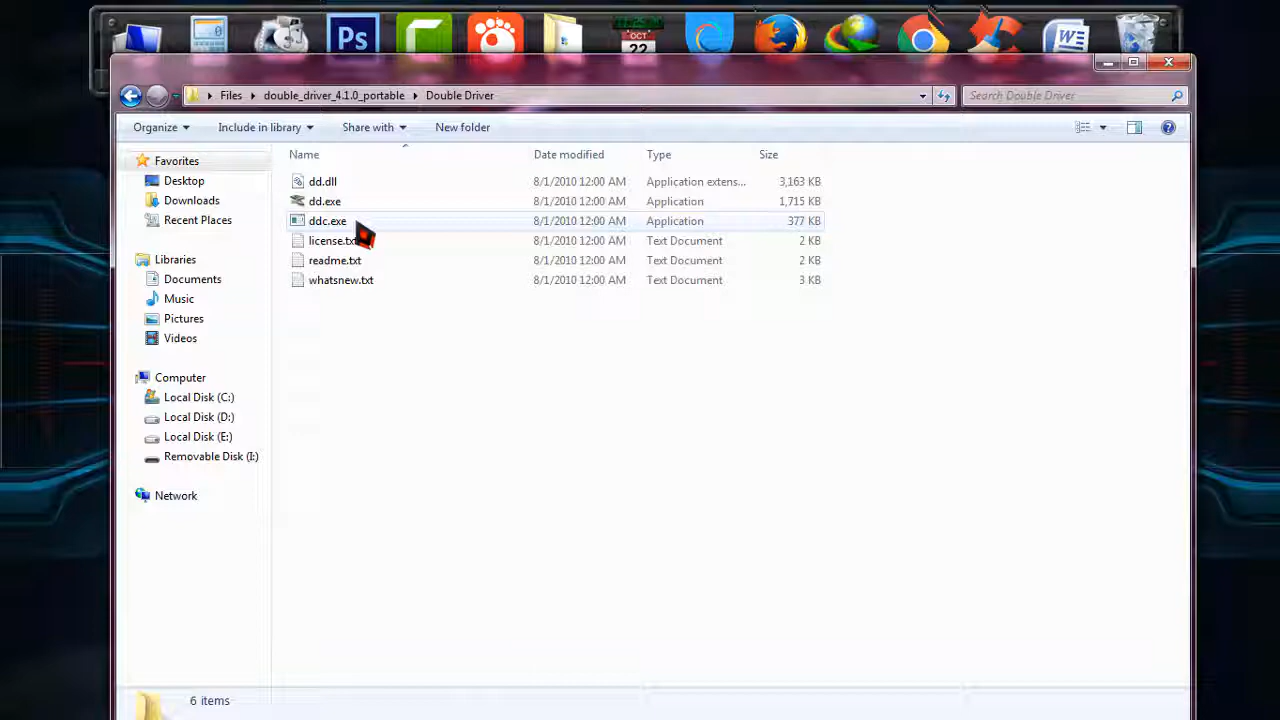 Ps
OCT
22
W
Files
double_driver_4.1.0_portable
Double Driver
Search Double Driver
Organize
Include in library
Share with
New folder
Name
Date modified
Type
Size
Favorites
Desktop
Downloads
Recent Places
Libraries
Documents
Music
Pictures
Videos
Computer
Local Disk (C:)
Local Disk (D:)
Local Disk (E:)
Removable Disk (I:)
Network
dd.dll 8/1/2010 12:00 AM Application extens... 3,163 KB
dd.exe 8/1/2010 12:00 AM Application 1,715 KB
ddc.exe 8/1/2010 12:00 AM Application 377 KB
license.txt 8/1/2010 12:00 AM Text Document 2 KB
readme.txt 8/1/2010 12:00 AM Text Document 2 KB
whatsnew.txt 8/1/2010 12:00 AM Text Document 3 KB
6 items